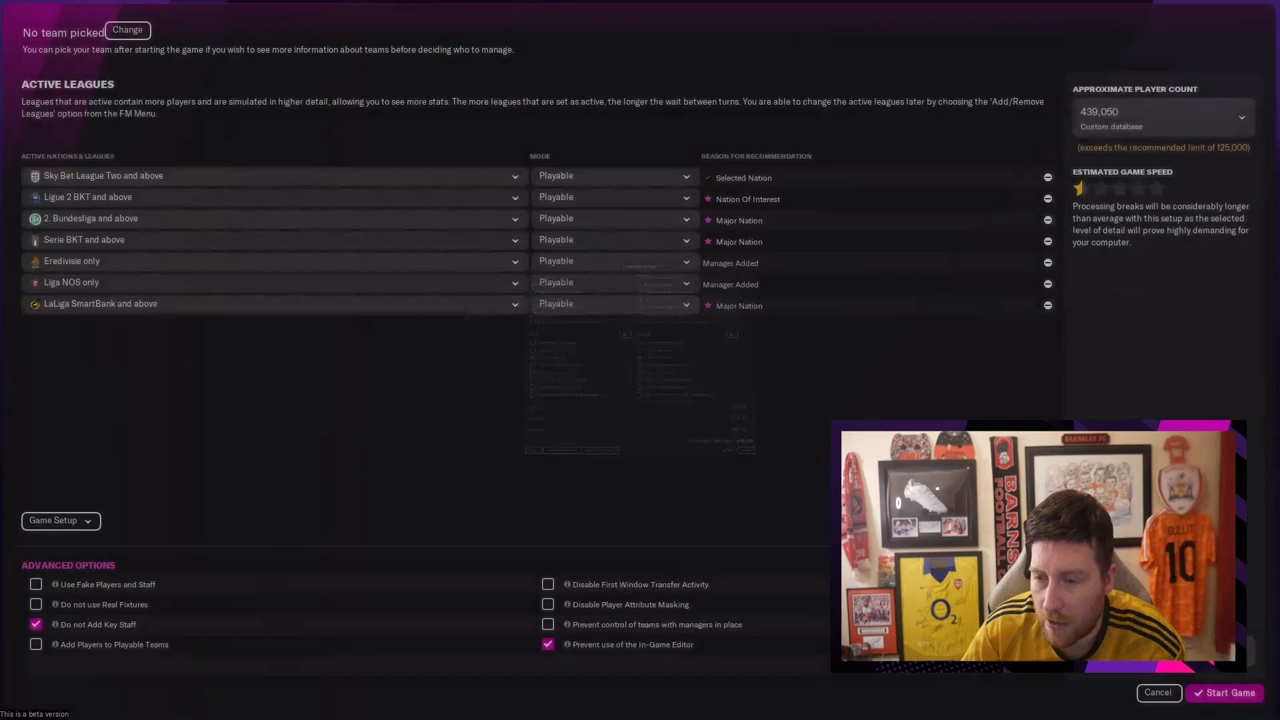 No team picked Change
You can pick your team after starting the game if you wish to see more information about teams before deciding who to manage.
ACTIVE LEAGUES
Leagues that are active contain more players and are simulated in higher detail, allowing you to see more stats. The more leagues that are set as active, the longer the wait between turns. You are able to change the active leagues later by choosing the 'Add/Remove
Leagues' option from the FM Menu.
ACTIVE NATIONS & LEAGUES MODE REASON FOR RECOMMENDATION
Sky Bet League Two and above Playable Selected Nation
Ligue 2 BKT and above Playable Nation Of Interest
2. Bundesliga and above Playable Major Nation
Serie BKT and above Playable Major Nation
Eredivisie only Playable Manager Added
Liga NOS only Playable Manager Added
LaLiga SmartBank and above Playable Major Nation
APPROXIMATE PLAYER COUNT
439,050
Custom database
(exceeds the recommended limit of 125,000)
ESTIMATED GAME SPEED
Processing breaks will be considerably longer
than average with this setup as the selected
level of detail will prove highly demanding for
your computer.
Game Setup
ADVANCED OPTIONS
Use Fake Players and Staff
Do not use Real Fixtures
Do not Add Key Staff
Add Players to Playable Teams
Disable First Window Transfer Activity
Disable Player Attribute Masking
Prevent control of teams with managers in place
Prevent use of the In-Game Editor
BARNSLEY FC
BARNS
FOOTBALL
O2
GULLIT
10
Cancel Start Game
This is a beta version